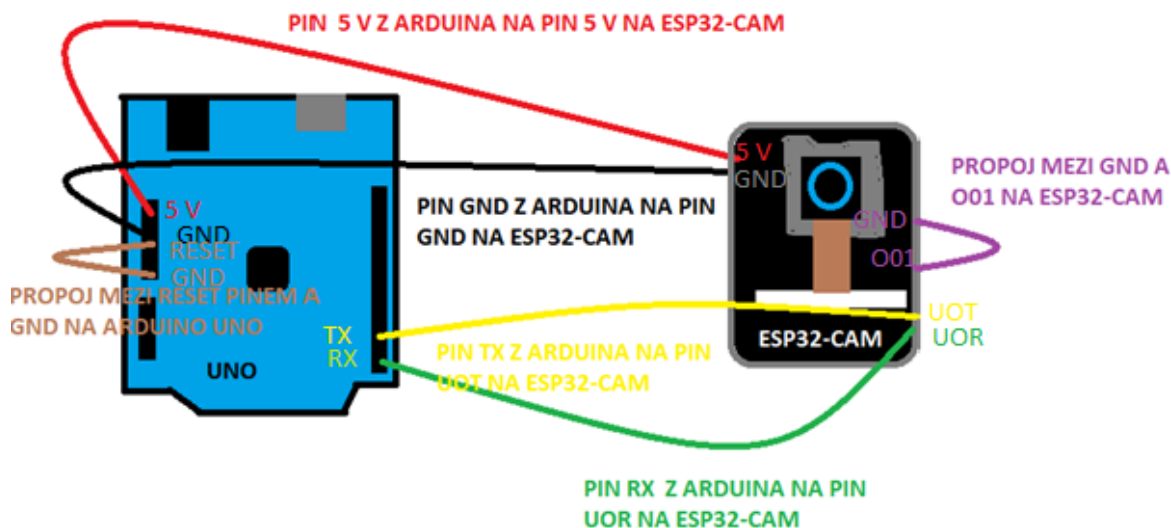 PIN 5 V Z ARDUINA NA PIN 5 V NA ESP32-CAM
5 V
GND
PROPOJ MEZI GND A
O01 NA ESP32-CAM
PIN GND Z ARDUINA NA PIN
GND NA ESP32-CAM
5 V
GND
RESET
GND
GND
O01
PROPOJ MEZI RESET PINEM A
GND NA ARDUINO UNO
TX
RX
UNO
PIN TX Z ARDUINA NA PIN
UOT NA ESP32-CAM
ESP32-CAM
UOT
UOR
PIN RX Z ARDUINA NA PIN
UOR NA ESP32-CAM